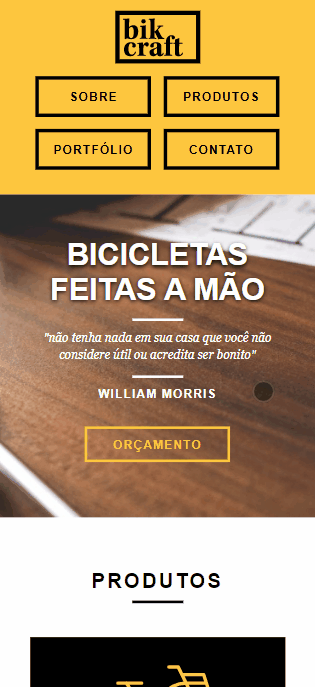 bik
craft
SOBRE
PRODUTOS
PORTFÓLIO
CONTATO
BICICLETAS
FEITAS A MÃO
"não tenha nada em sua casa que você não
considere útil ou acredita ser bonito"
WILLIAM MORRIS
ORÇAMENTO
PRODUTOS